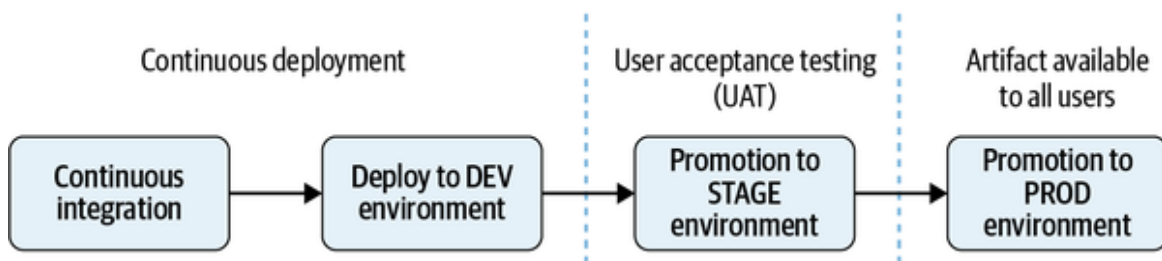 Continuous deployment
User acceptance testing
(UAT)
Artifact available
to all users
Continuous
integration
Deploy to DEV
environment
Promotion to
STAGE
environment
Promotion to
PROD
environment